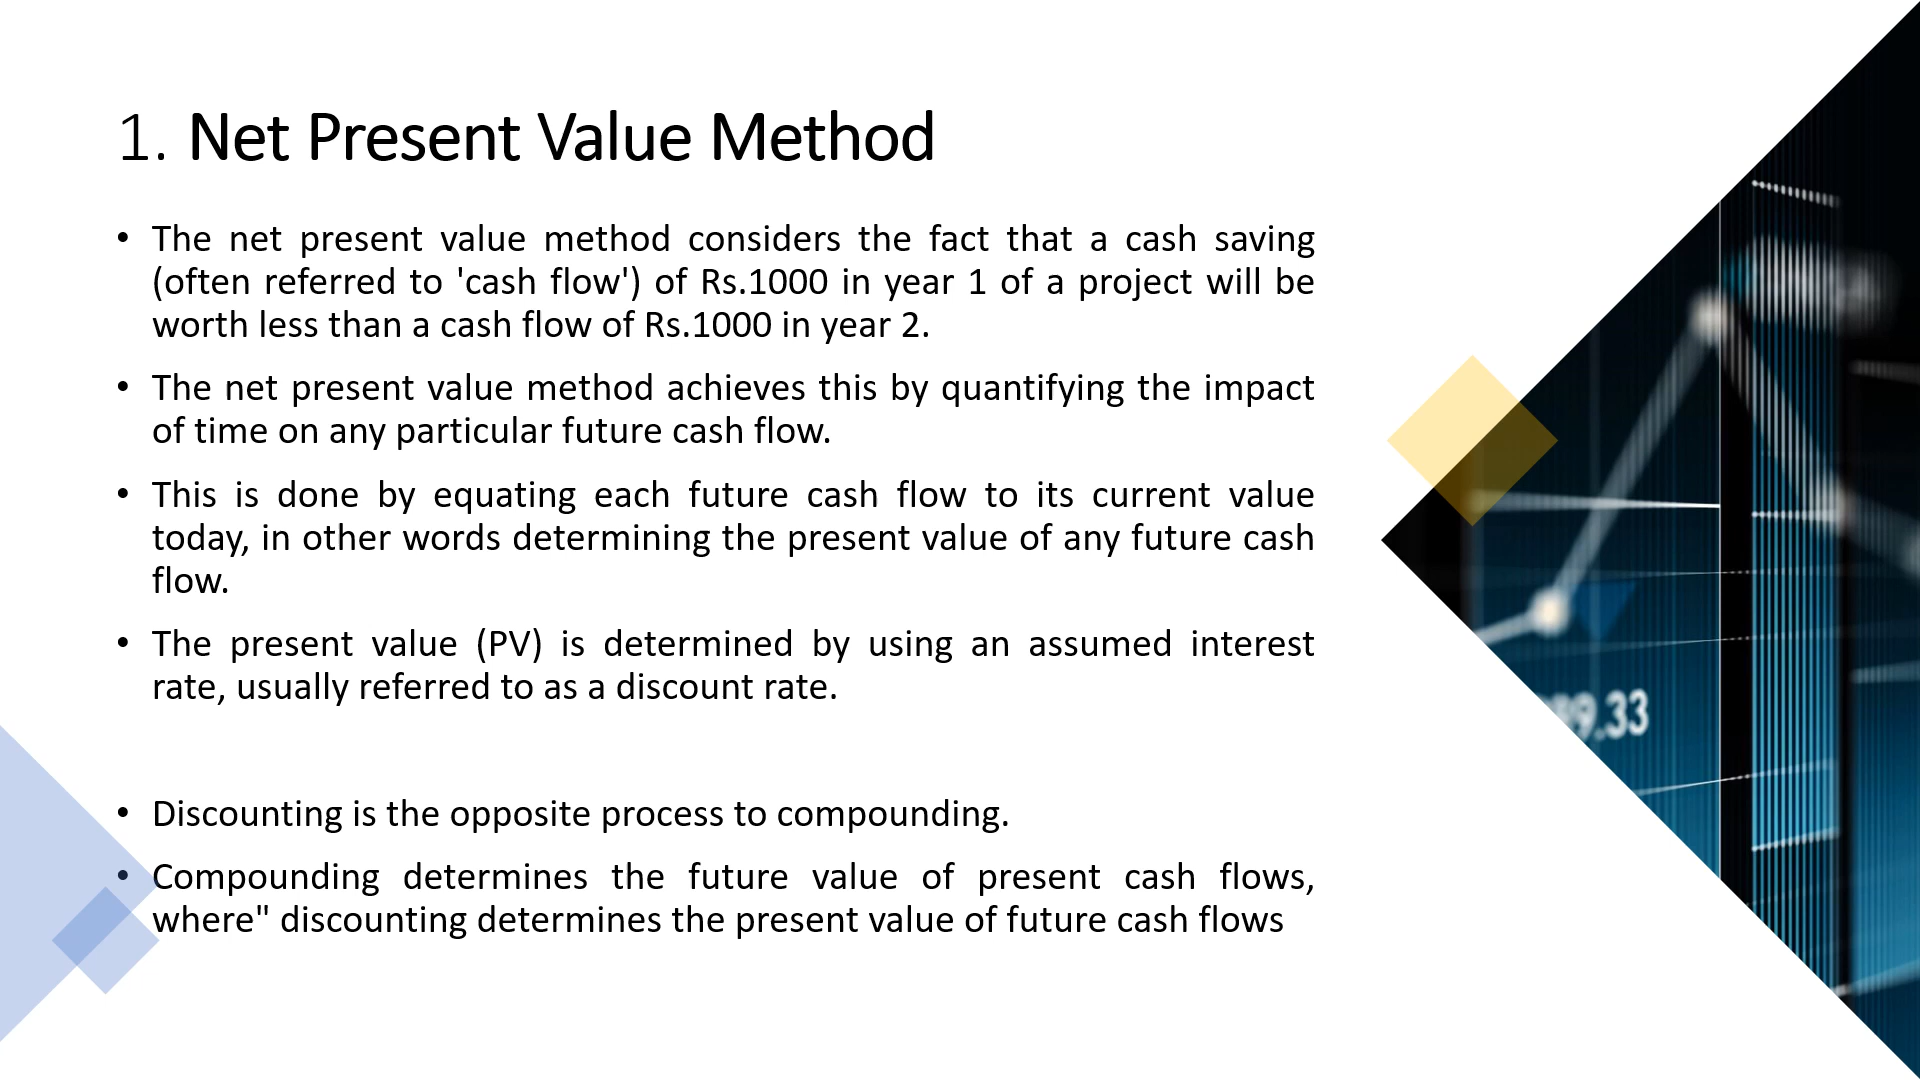 1. Net Present Value Method
• The net present value method considers the fact that a cash saving
(often referred to 'cash flow') of Rs.1000 in year 1 of a project will be
worth less than a cash flow of Rs.1000 in year 2.
• The net present value method achieves this by quantifying the impact
of time on any particular future cash flow.
• This is done by equating each future cash flow to its current value
today, in other words determining the present value of any future cash
flow.
• The present value (PV) is determined by using an assumed interest
rate, usually referred to as a discount rate.
• Discounting is the opposite process to compounding.
• Compounding determines the future value of present cash flows,
where" discounting determines the present value of future cash flows
9.33